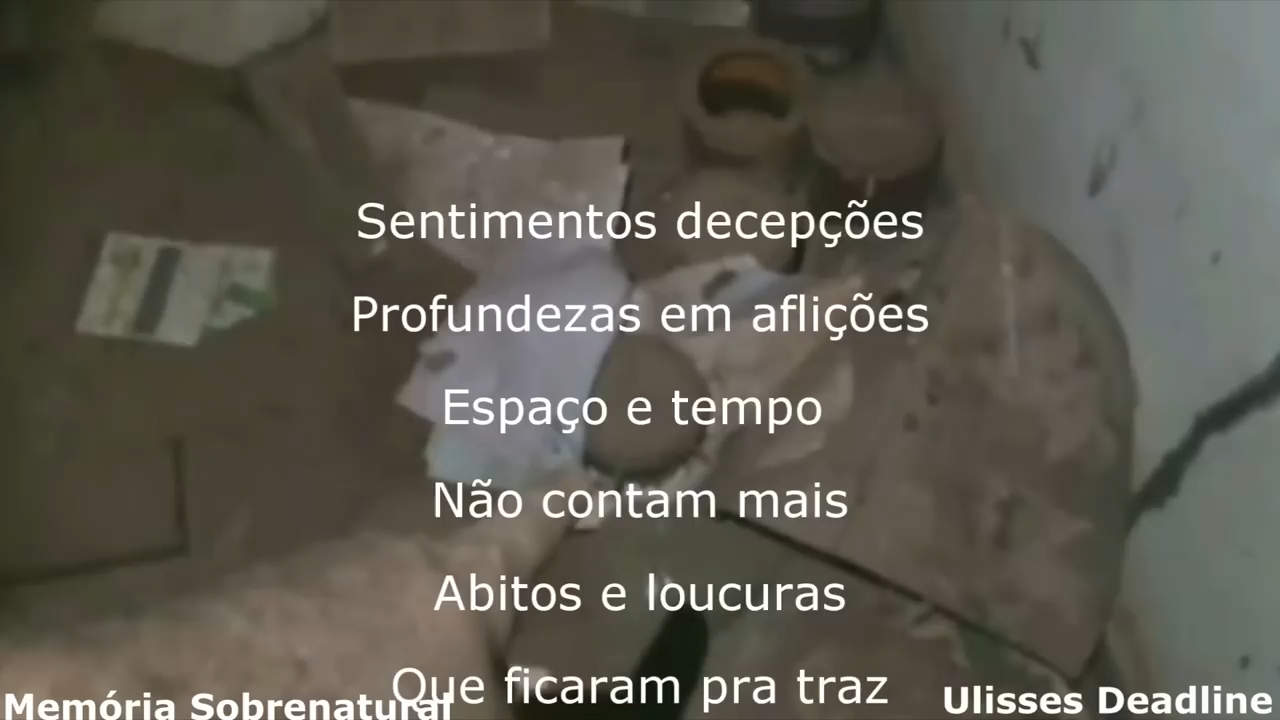 Sentimentos decepções
Profundezas em aflições
Espaço e tempo
Não contam mais
Abitos e loucuras
Que ficaram pra traz
Memória Sobrenatural
Ulisses Deadline